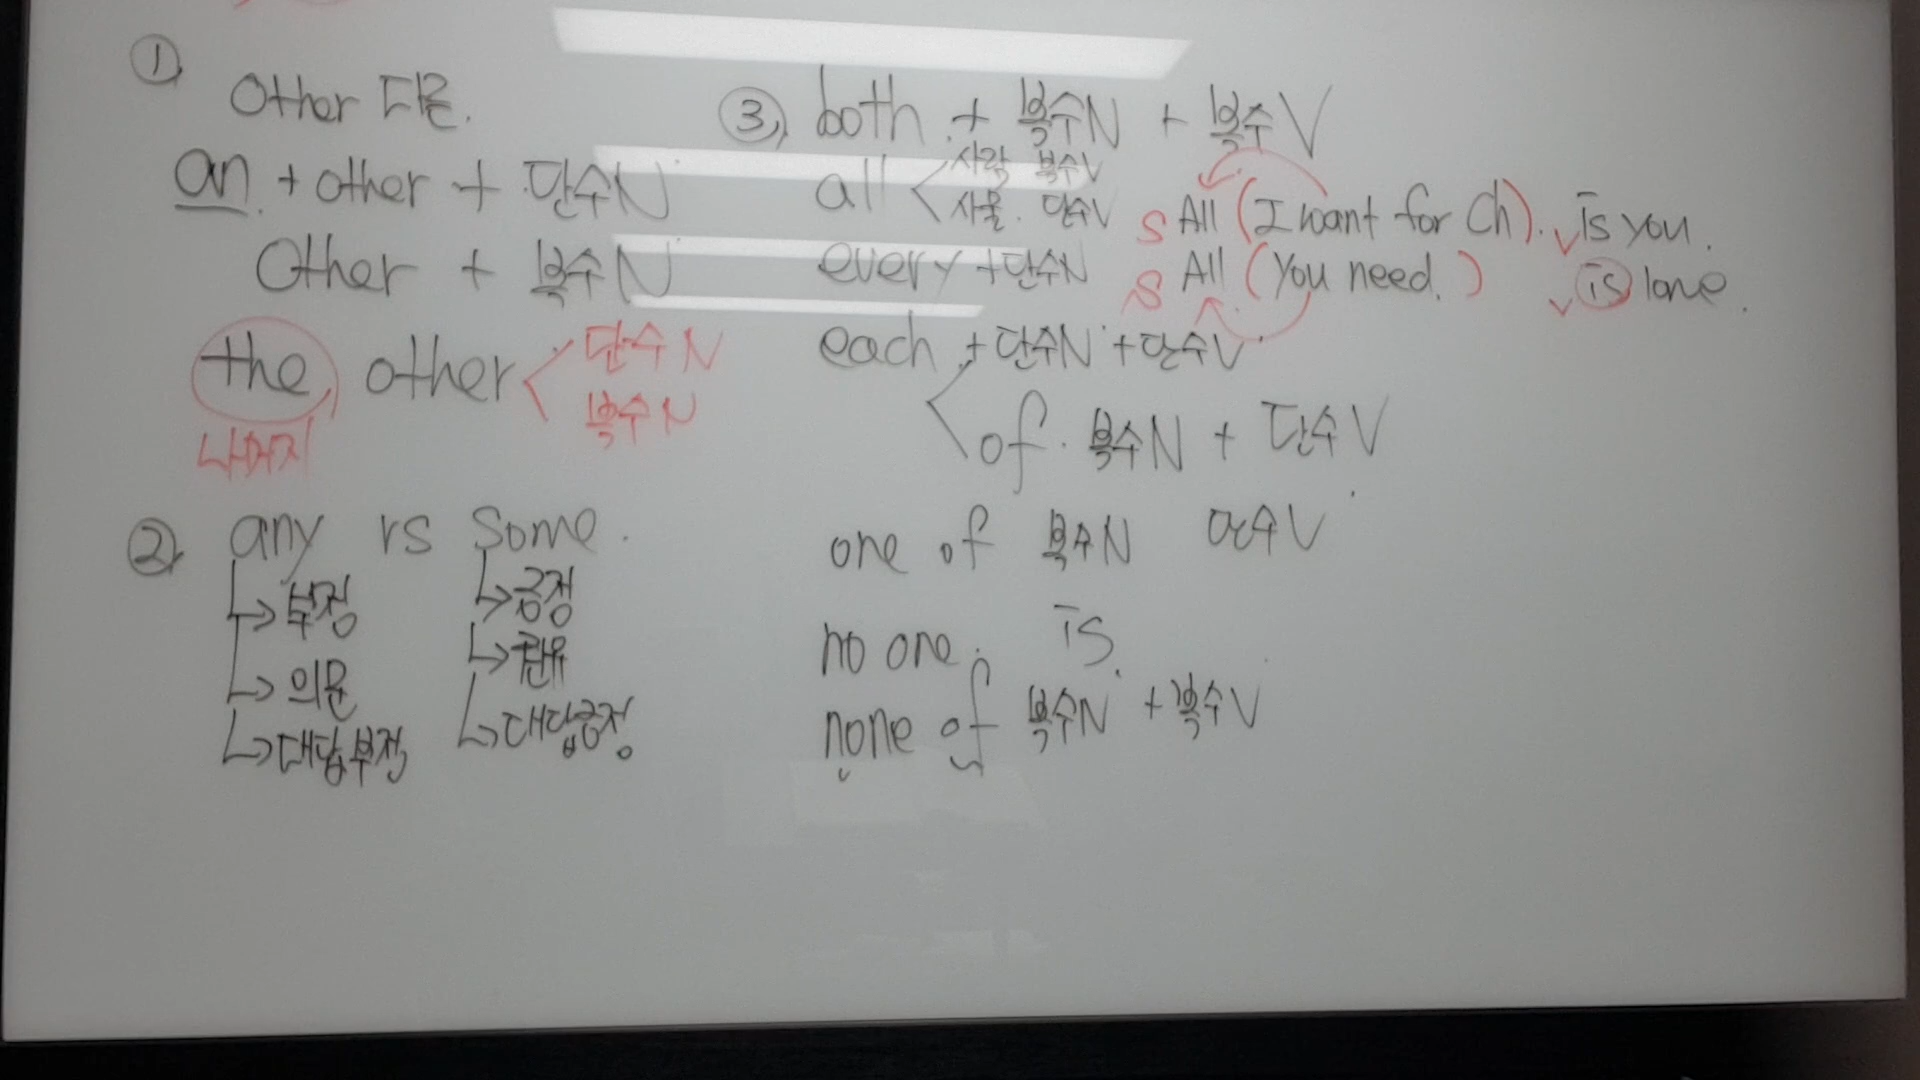 ①
other 다른.
an + other + 단수N
Other + 복수N
the other < 단수N
복수N
나머지
② any vs some.
↳ 부정 ↳ 긍정
↳ 의문 ↳ 권유
↳ 대답부정 ↳ 대답긍정
③ both + 복수N + 복수V
all < 사람 복수V
사물 단수V
S All (I want for Ch). V is you.
every + 단수N
S All (You need.) V is love.
each + 단수N + 단수V
of 복수N + 단수V
one of 복수N 단수V
no one is
none of 복수N + 복수V